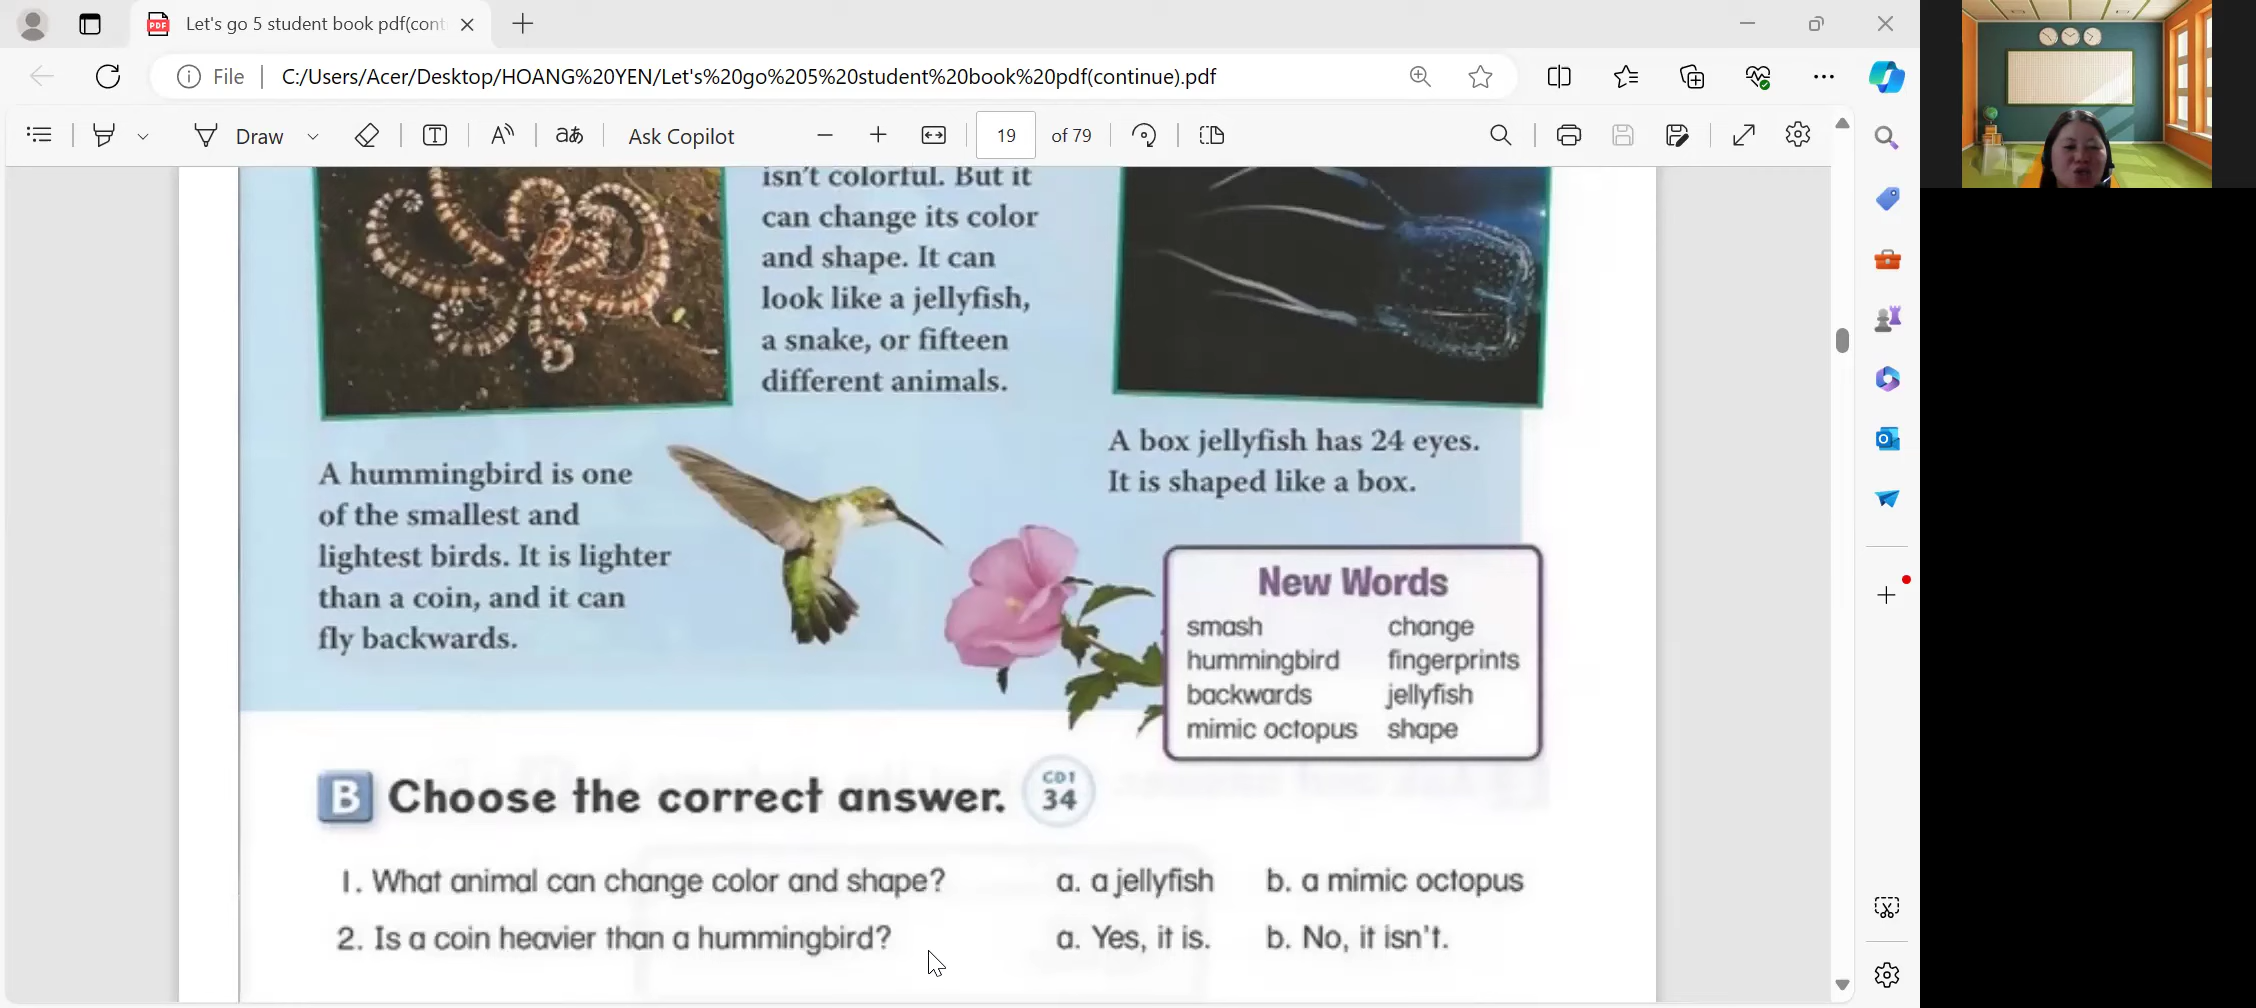 Let's go 5 student book pdf(cont
File
C:/Users/Acer/Desktop/HOANG%20YEN/Let's%20go%205%20student%20book%20pdf(continue).pdf
Draw
Ask Copilot
19
of 79
isn't colorful. But it
can change its color
and shape. It can
look like a jellyfish,
a snake, or fifteen
different animals.
A box jellyfish has 24 eyes.
It is shaped like a box.
A hummingbird is one
of the smallest and
lightest birds. It is lighter
than a coin, and it can
fly backwards.
New Words
smash change
hummingbird fingerprints
backwards jellyfish
mimic octopus shape
B Choose the correct answer. CD1 34
1. What animal can change color and shape? a. a jellyfish b. a mimic octopus
2. Is a coin heavier than a hummingbird? a. Yes, it is. b. No, it isn't.